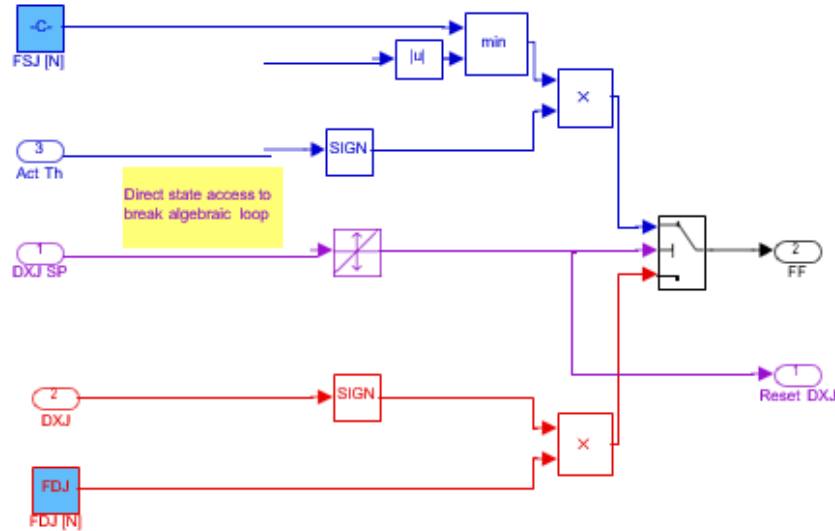 -C-
FSJ [N]
|u|
min
×
3
Act Th
SIGN
Direct state access to
break algebraic loop
1
DXJ SP
2
FF
1
Reset DXJ
2
DXJ
SIGN
×
FDJ
FDJ [N]